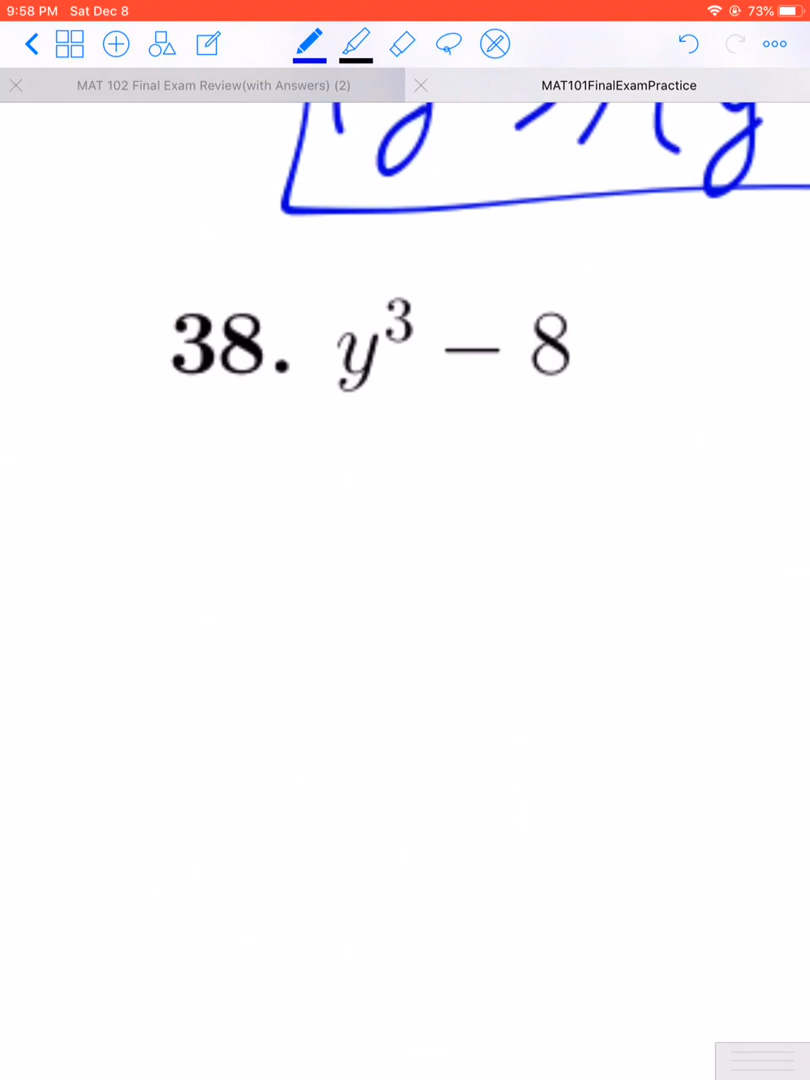 9:58 PM Sat Dec 8 73%
MAT 102 Final Exam Review(with Answers) (2) MAT101FinalExamPractice
38. y³ − 8